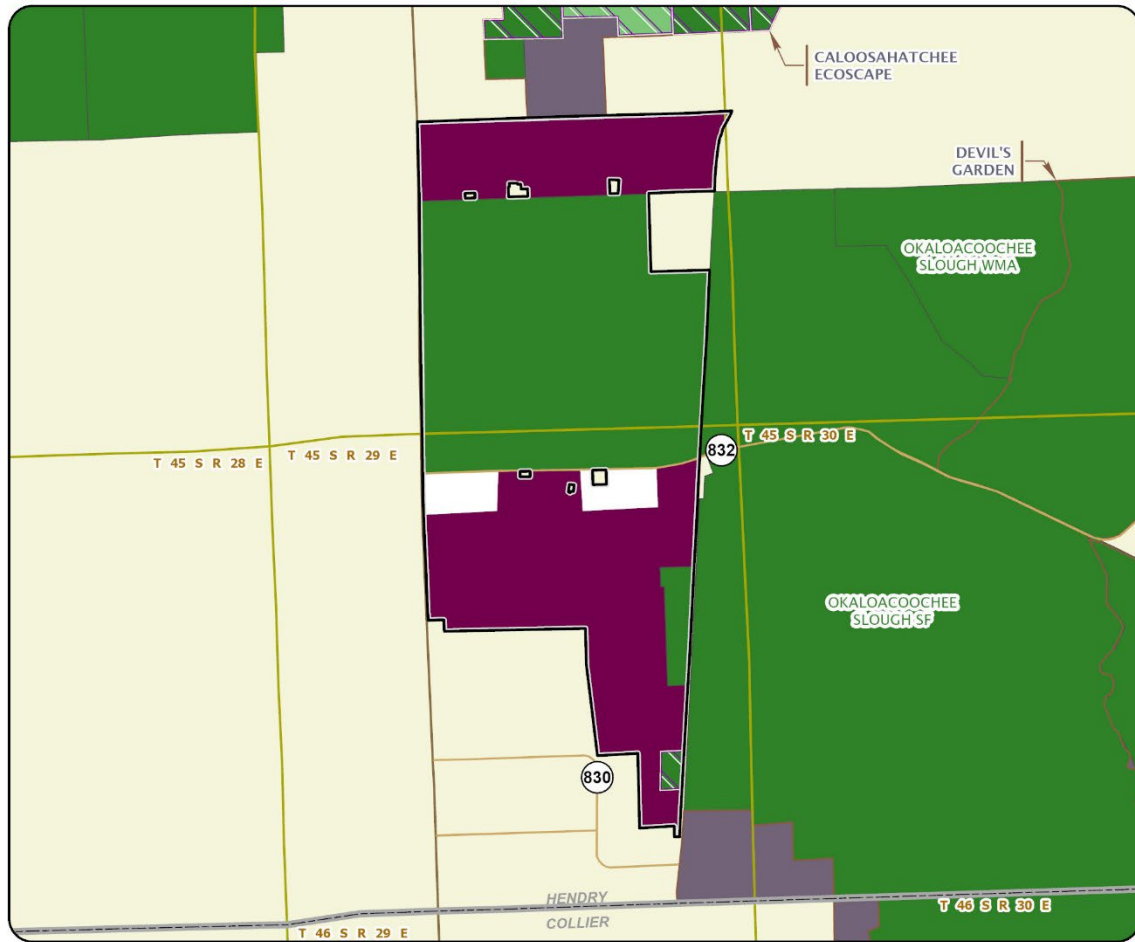 CALOOSAHATCHEE
ECOSCAPE
DEVIL'S
GARDEN
OKALOACOOCHEE
SLOUGH WMA
832
T 45 S R 30 E
T 45 S R 28 E
T 45 S R 29 E
OKALOACOOCHEE
SLOUGH SF
830
HENDRY
COLLIER
T 46 S R 30 E
T 46 S R 29 E